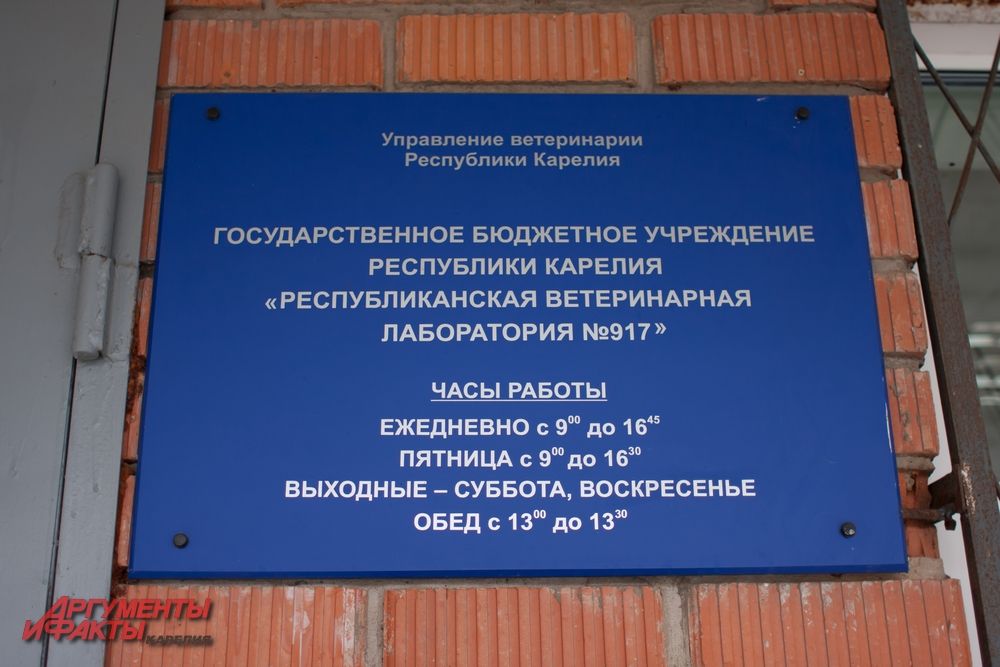 Управление ветеринарии
Республики Карелия
ГОСУДАРСТВЕННОЕ БЮДЖЕТНОЕ УЧРЕЖДЕНИЕ
РЕСПУБЛИКИ КАРЕЛИЯ
«РЕСПУБЛИКАНСКАЯ ВЕТЕРИНАРНАЯ
ЛАБОРАТОРИЯ №917»
ЧАСЫ РАБОТЫ
ЕЖЕДНЕВНО с 9⁰⁰ до 16⁴⁵
ПЯТНИЦА с 9⁰⁰ до 16³⁰
ВЫХОДНЫЕ – СУББОТА, ВОСКРЕСЕНЬЕ
ОБЕД с 13⁰⁰ до 13³⁰
АРГУМЕНТЫ
И ФАКТЫ
КАРЕЛИЯ